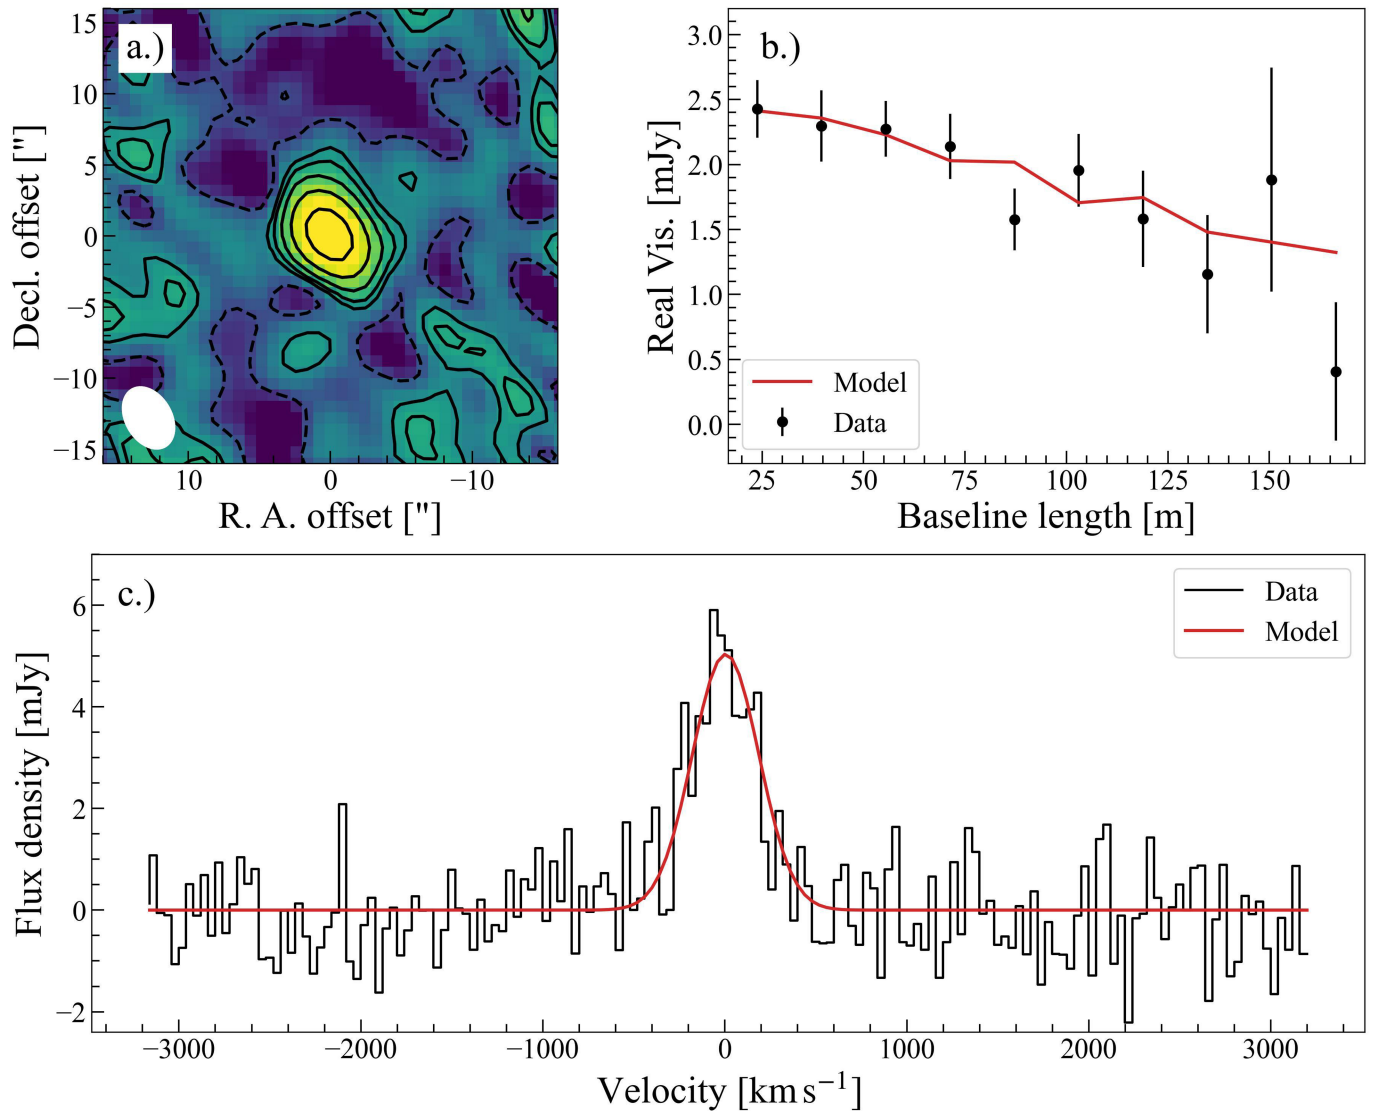 a.)
15
10
5
0
−5
−10
−15
10 0 −10
Decl. offset ["]
R. A. offset ["]
b.)
3.0
2.5
2.0
1.5
1.0
0.5
0.0
25 50 75 100 125 150
Real Vis. [mJy]
Baseline length [m]
Model
Data
c.)
6
4
2
0
−2
−3000 −2000 −1000 0 1000 2000 3000
Flux density [mJy]
Velocity [km s⁻¹]
Data
Model